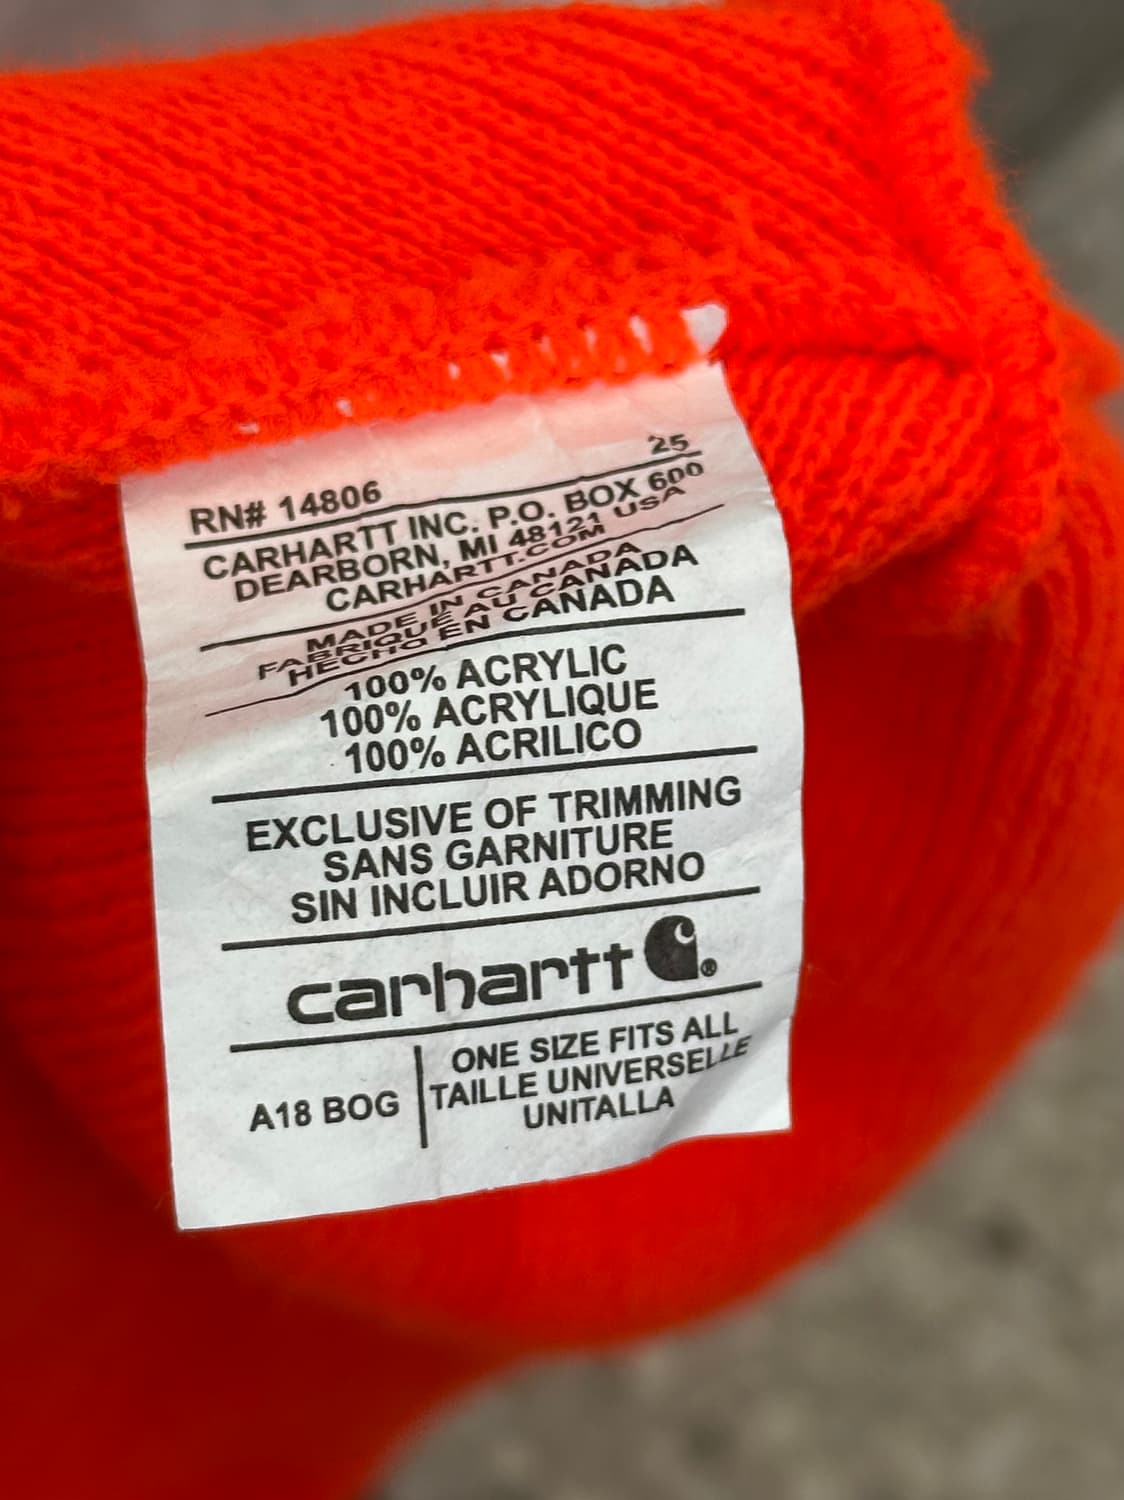 RN# 14806 25
CARHARTT INC. P.O. BOX 600
DEARBORN, MI 48121 USA
CARHARTT.COM
MADE IN CANADA
FABRIQUÉ AU CANADA
HECHO EN CANADA
100% ACRYLIC
100% ACRYLIQUE
100% ACRILICO
EXCLUSIVE OF TRIMMING
SANS GARNITURE
SIN INCLUIR ADORNO
carhartt ®
A18 BOG
ONE SIZE FITS ALL
TAILLE UNIVERSELLE
UNITALLA